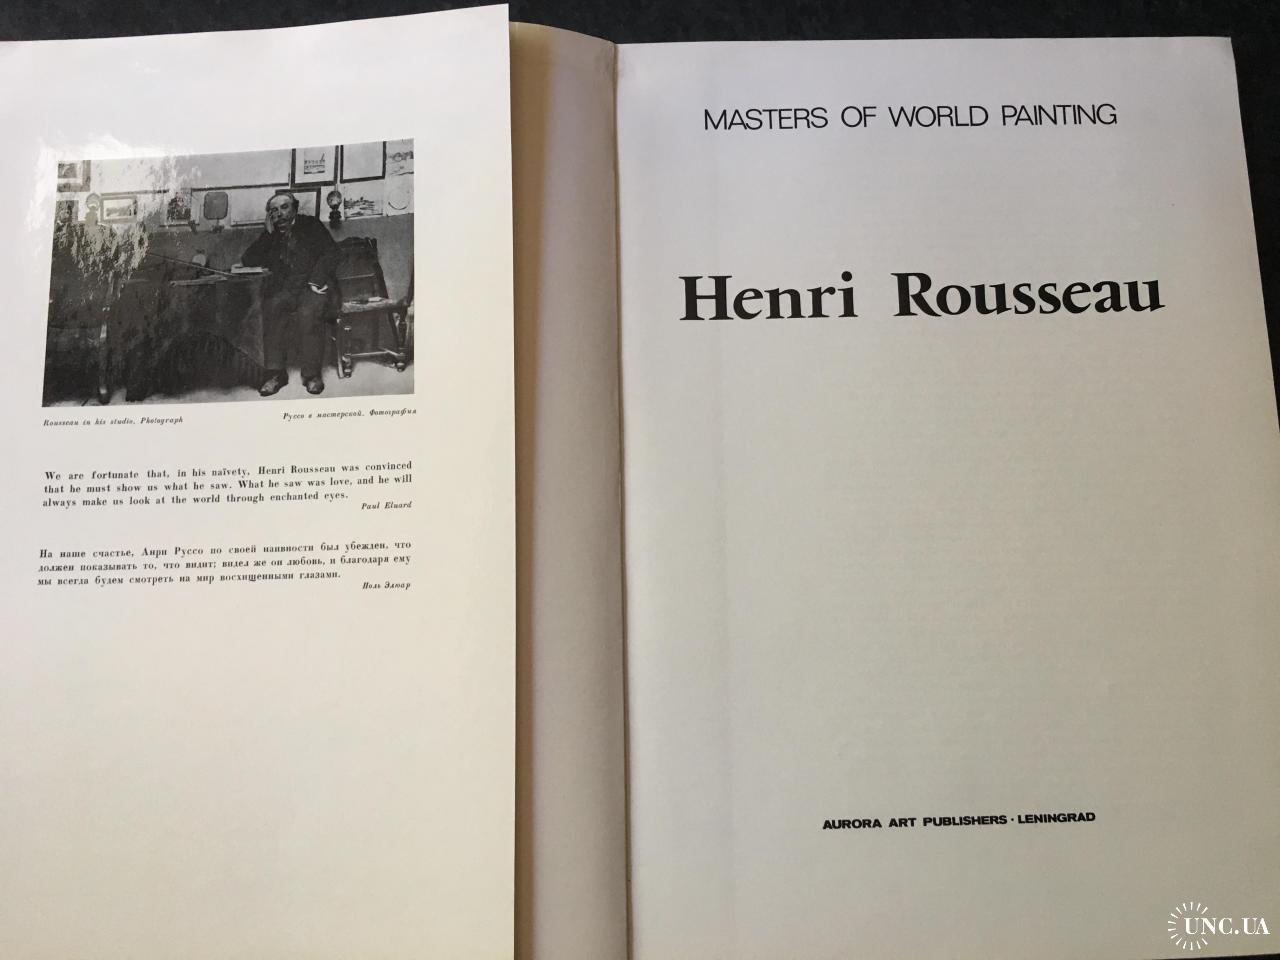 Rousseau in his studio. Photograph
Руссо в мастерской. Фотография
We are fortunate that, in his naïvety, Henri Rousseau was convinced
that he must show us what he saw. What he saw was love, and he will
always make us look at the world through enchanted eyes.
Paul Eluard
На наше счастье, Анри Руссо по своей наивности был убежден, что
должен показывать то, что видит; видел же он любовь, и благодаря ему
мы всегда будем смотреть на мир восхищенными глазами.
Поль Элюар
MASTERS OF WORLD PAINTING
Henri Rousseau
AURORA ART PUBLISHERS · LENINGRAD
UNC.UA